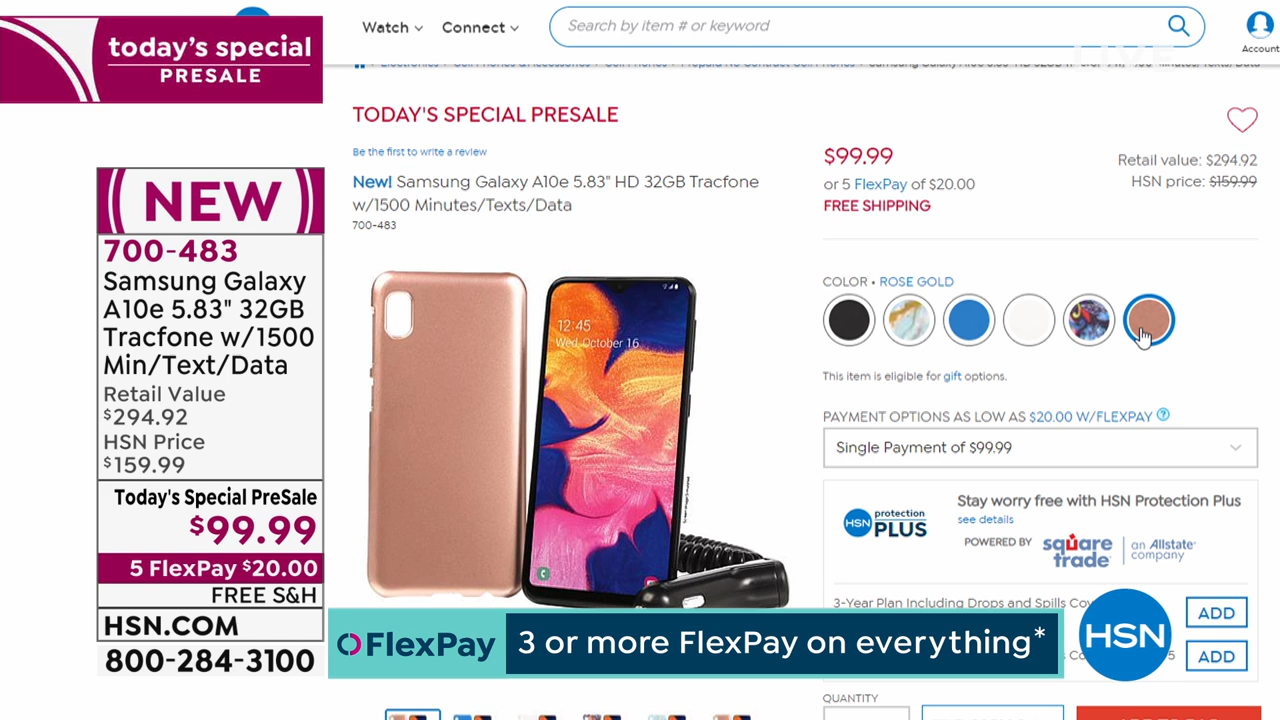 today's special
PRESALE
Watch
Connect
Search by item # or keyword
Account
LIVE
TODAY'S SPECIAL PRESALE
Be the first to write a review
New! Samsung Galaxy A10e 5.83" HD 32GB Tracfone
w/1500 Minutes/Texts/Data
700-483
$99.99
or 5 FlexPay of $20.00
FREE SHIPPING
Retail value: $294.92
HSN price: $159.99
COLOR • ROSE GOLD
This item is eligible for gift options.
PAYMENT OPTIONS AS LOW AS $20.00 W/FLEXPAY
Single Payment of $99.99
HSN protection PLUS
Stay worry free with HSN Protection Plus
see details
POWERED BY square trade an Allstate company
3-Year Plan Including Drops and Spills
ADD
ADD
QUANTITY
NEW
700-483
Samsung Galaxy
A10e 5.83" 32GB
Tracfone w/1500
Min/Text/Data
Retail Value
$294.92
HSN Price
$159.99
Today's Special PreSale
$99.99
5 FlexPay $20.00
FREE S&H
HSN.COM
800-284-3100
12:45
Wed, October 16
FlexPay 3 or more FlexPay on everything*
HSN